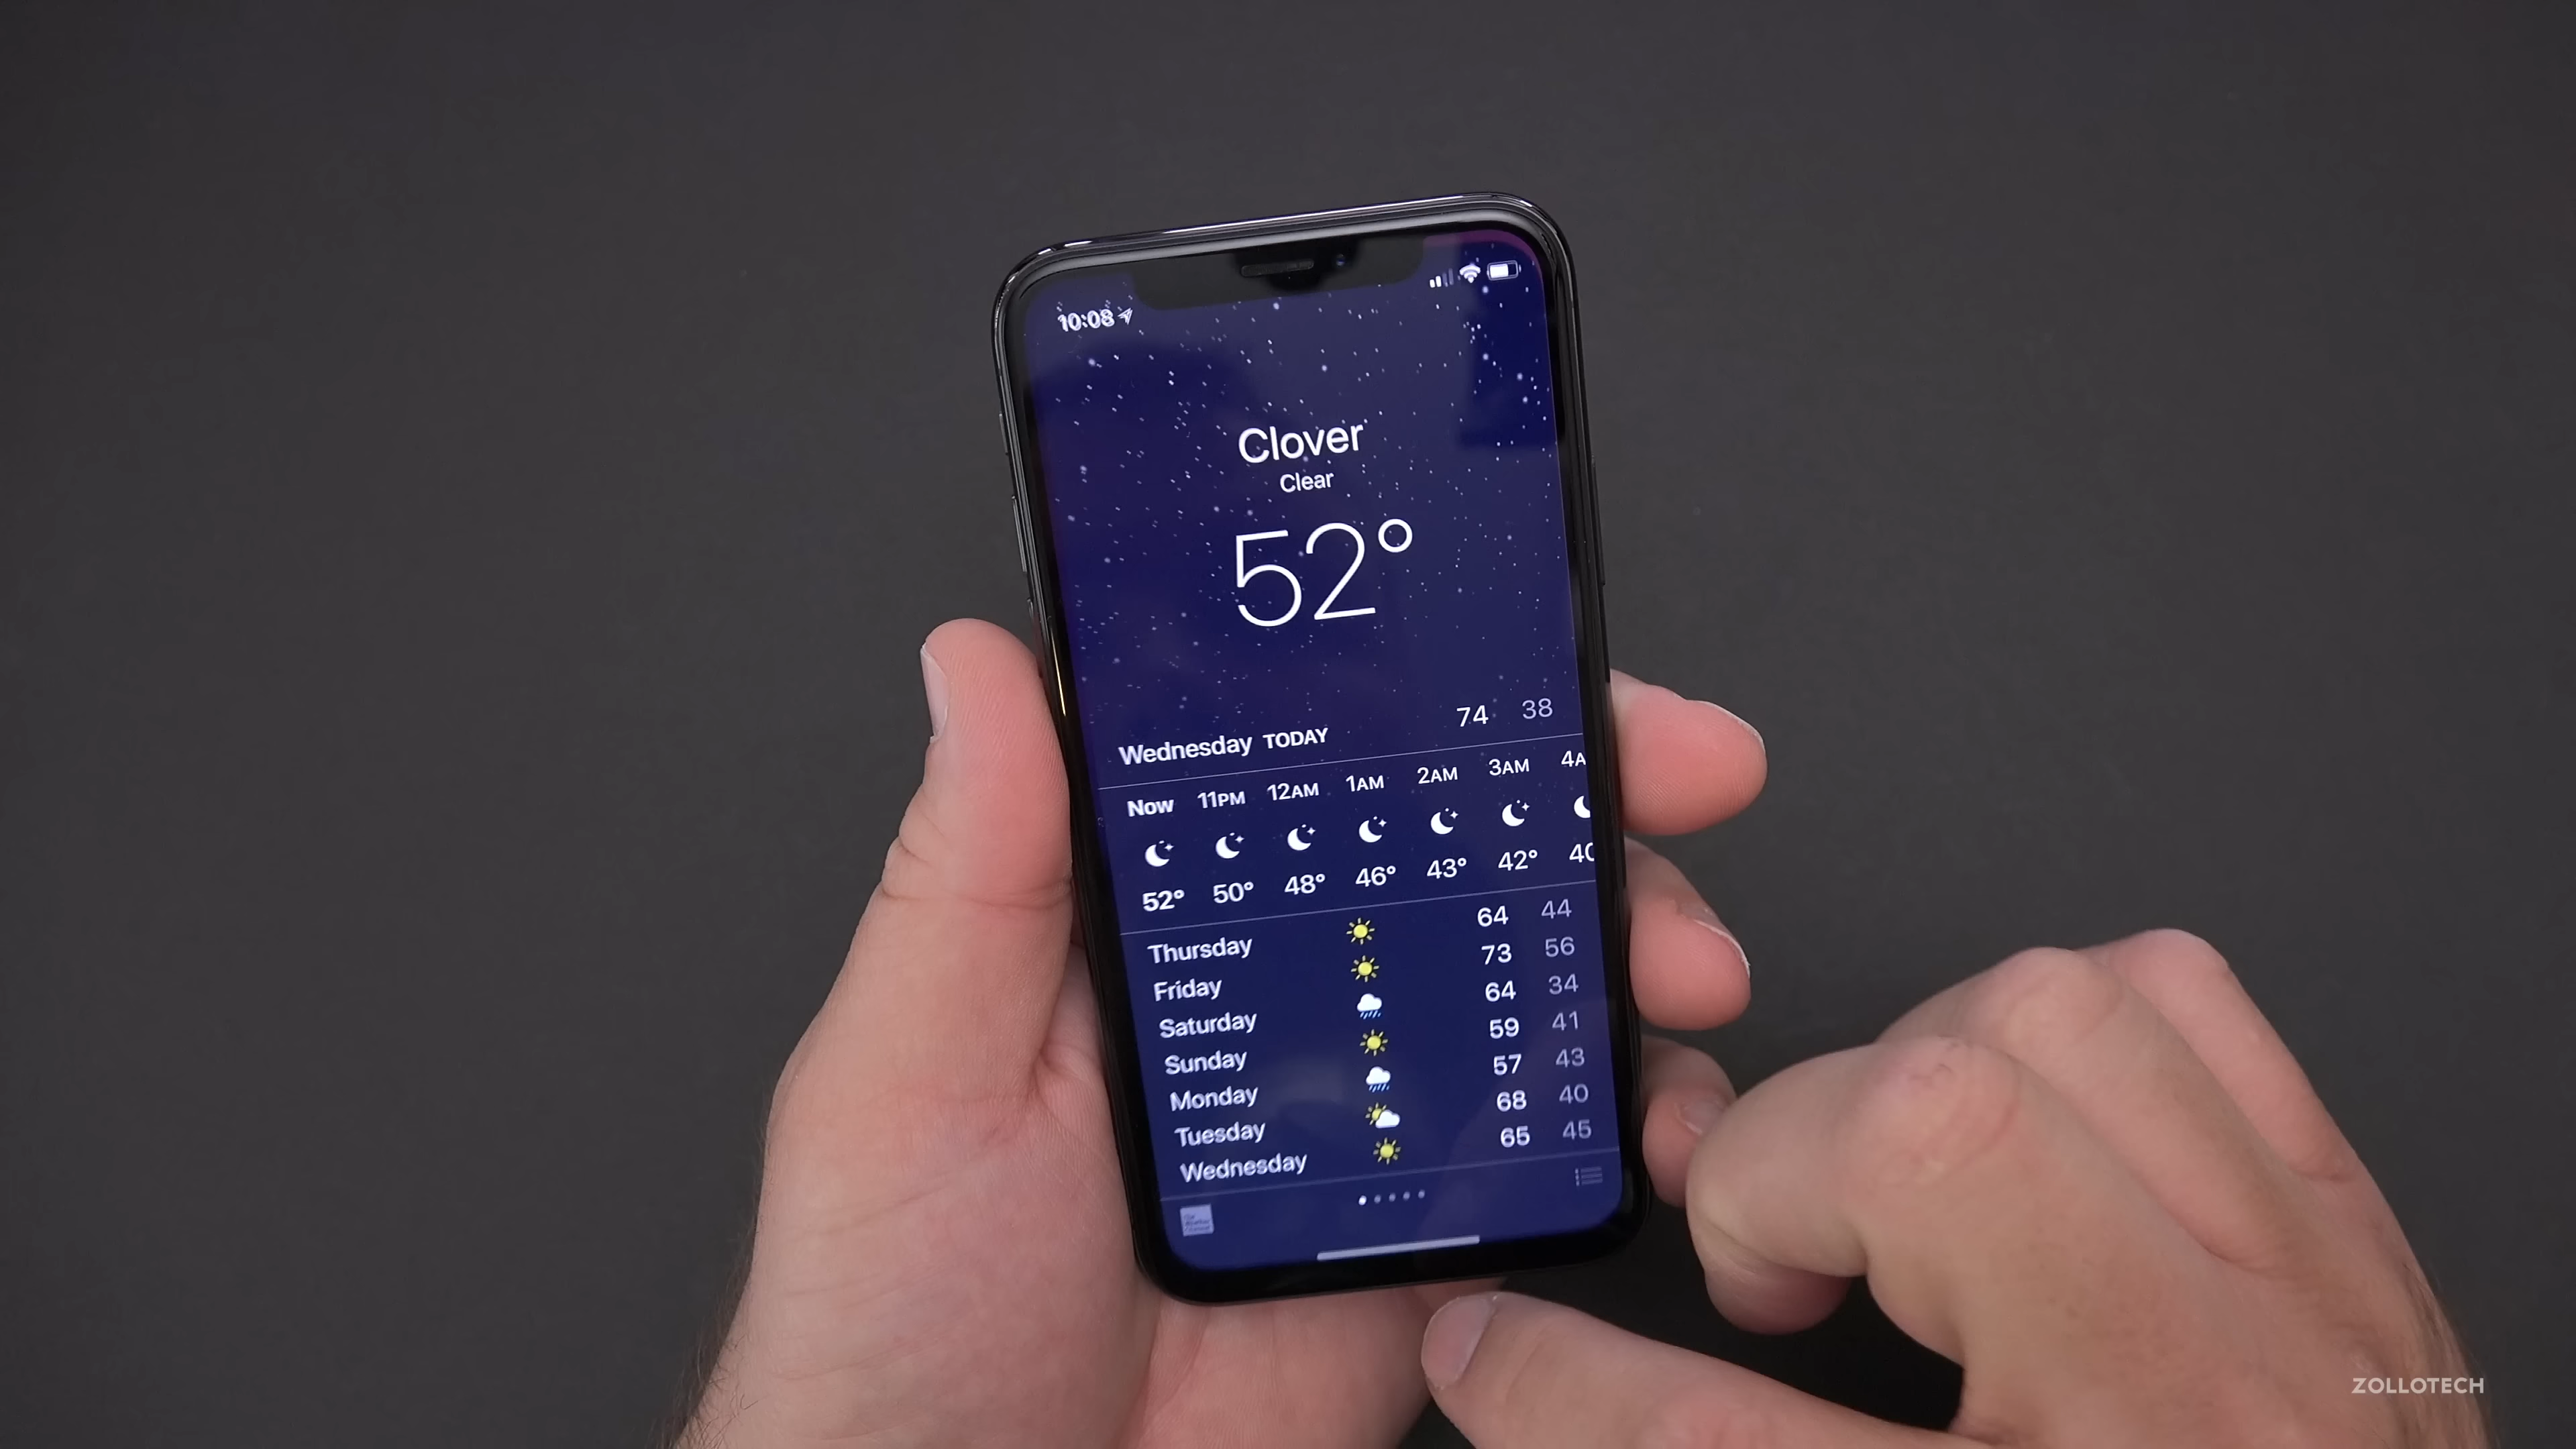 10:08
Clover
Clear
52°
Wednesday TODAY 74 38
Now 11PM 12AM 1AM 2AM 3AM 4A
52° 50° 48° 46° 43° 42° 40
Thursday 64 44
Friday 73 56
Saturday 64 34
Sunday 59 41
Monday 57 43
Tuesday 68 40
Wednesday 65 45
ZOLLOTECH